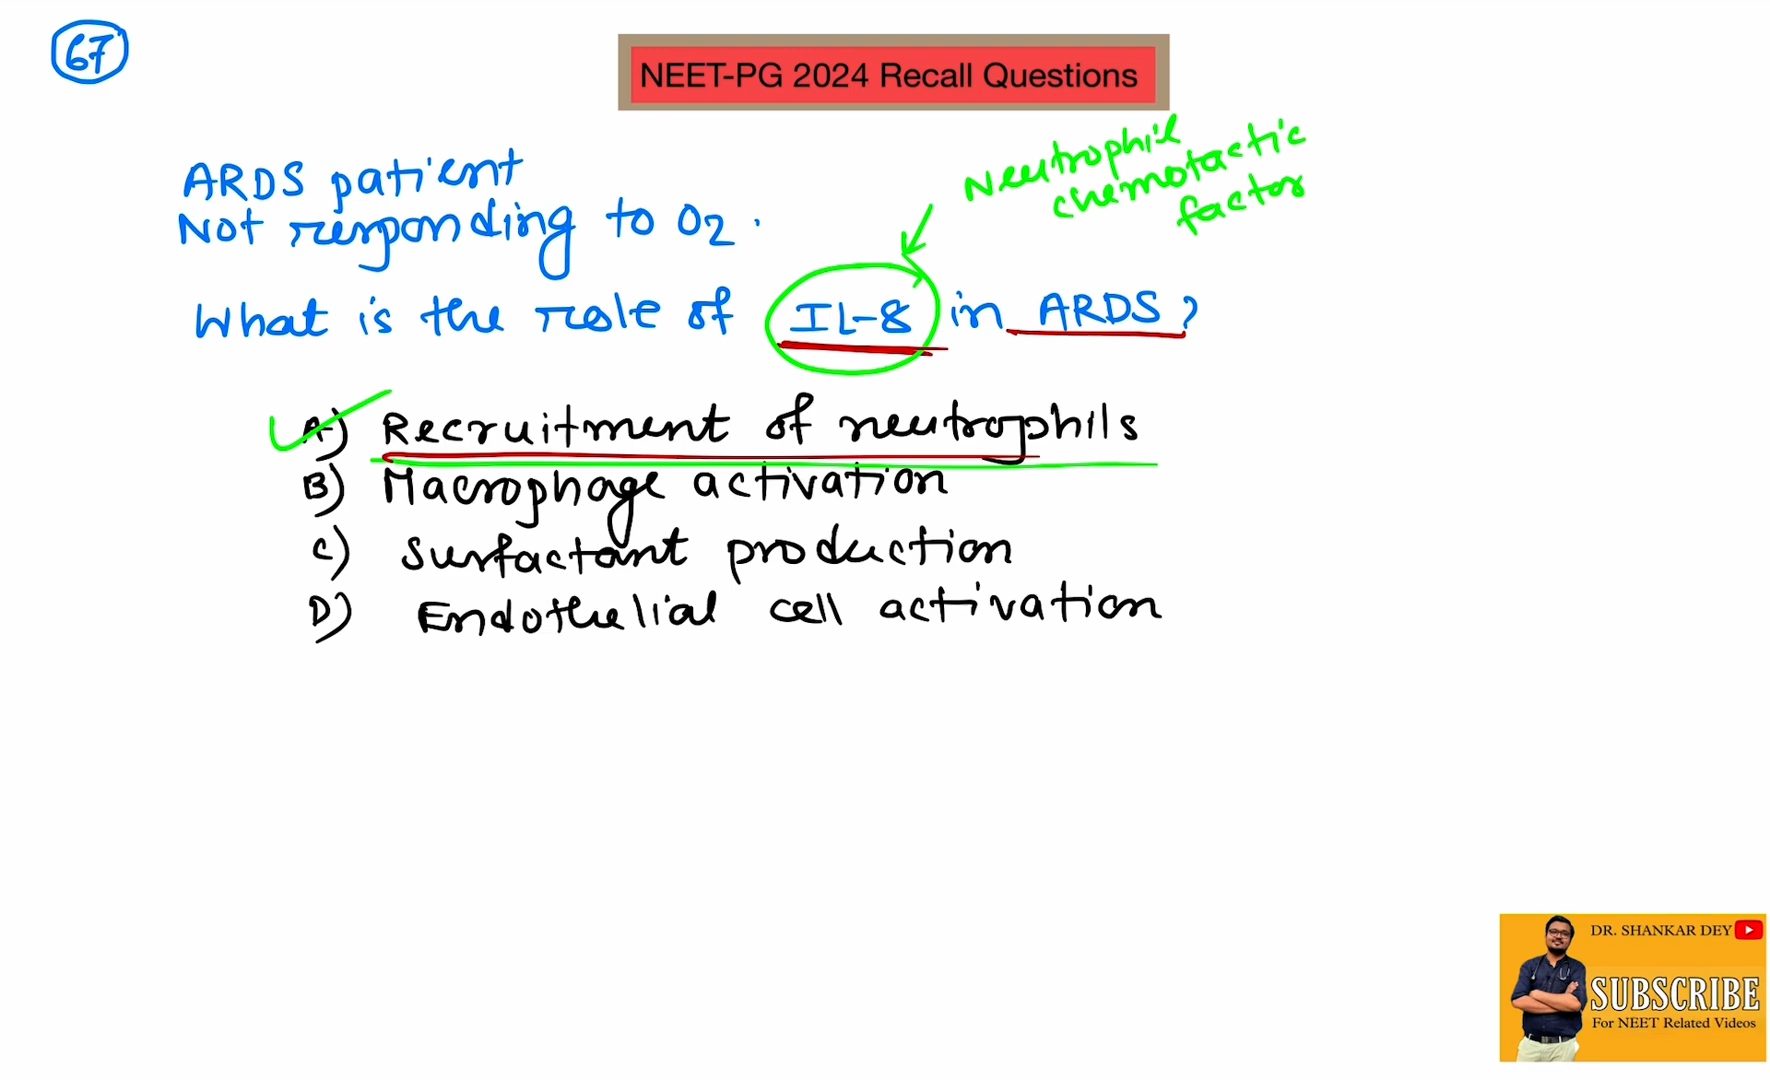 67
NEET-PG 2024 Recall Questions
Neutrophil
chemotactic
factor
ARDS patient
Not responding to O2.
What is the role of IL-8 in ARDS?
A) Recruitment of neutrophils
B) Macrophage activation
C) Surfactant production
D) Endothelial cell activation
DR. SHANKAR DEY
SUBSCRIBE
For NEET Related Videos